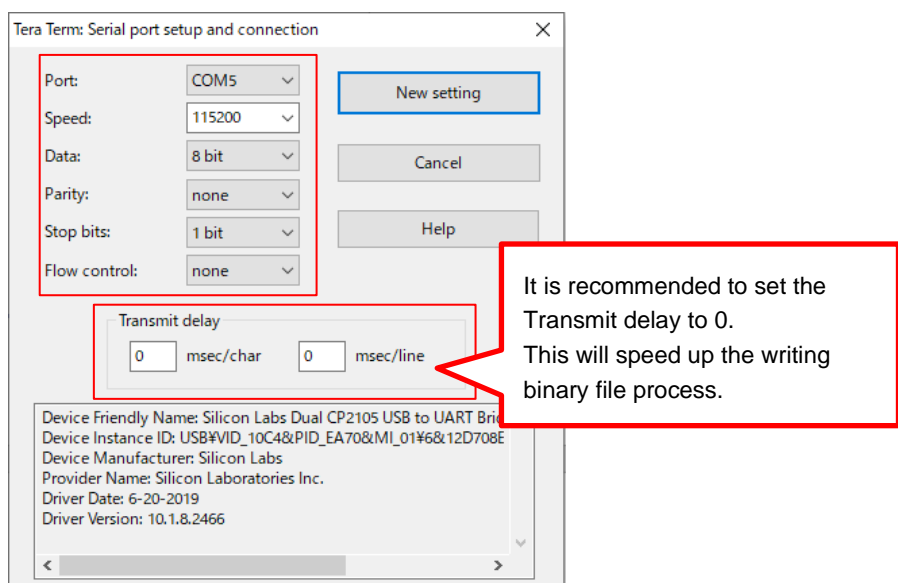 Tera Term: Serial port setup and connection
Port: COM5
New setting
Speed: 115200
Data: 8 bit
Cancel
Parity: none
Stop bits: 1 bit
Help
Flow control: none
It is recommended to set the
Transmit delay to 0.
This will speed up the writing
binary file process.
Transmit delay
0 msec/char 0 msec/line
Device Friendly Name: Silicon Labs Dual CP2105 USB to UART
Device Instance ID: USB¥VID_10C4&PID_EA70&MI_01¥6&12D708E
Device Manufacturer: Silicon Labs
Provider Name: Silicon Laboratories Inc.
Driver Date: 6-20-2019
Driver Version: 10.1.8.2466